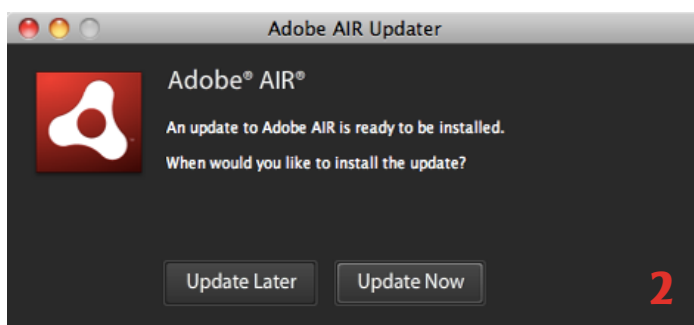 Adobe AIR Updater
Adobe® AIR®
An update to Adobe AIR is ready to be installed.
When would you like to install the update?
Update Later Update Now
2